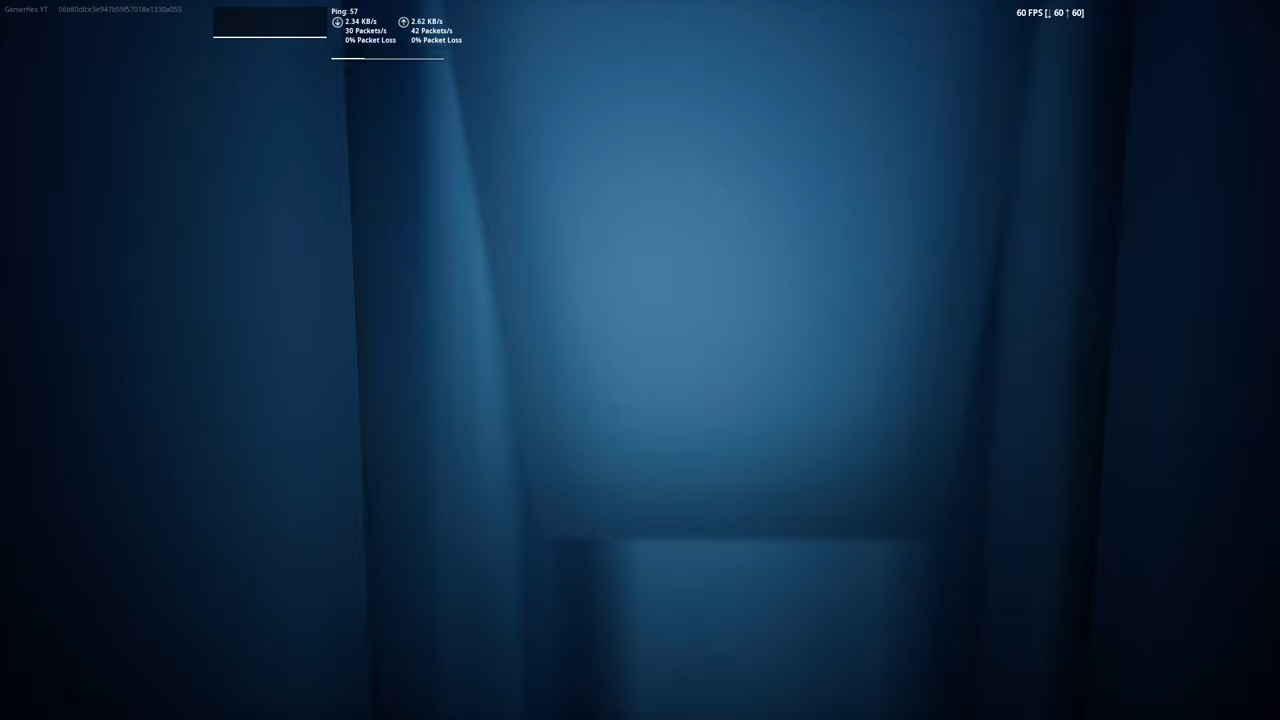 GamerHex YT 06b80dfce3e947b59f57018e1330a055
Ping: 57
2.34 KB/s 2.62 KB/s
30 Packets/s 42 Packets/s
0% Packet Loss 0% Packet Loss
60 FPS [↓ 60 ↑ 60]